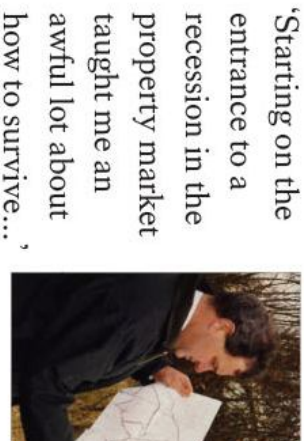 ‘Starting on the
entrance to a
recession in the
property market
taught me an
awful lot about
how to survive... ’